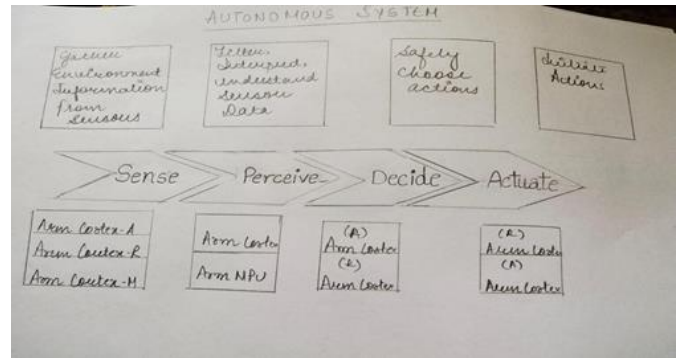 AUTONOMOUS SYSTEM
Gather
Environment
Information
From
Sensors
Filter,
Interpret,
understand
Sensor
Data
Safely
Choose
actions
Initiate
Actions
Sense
Perceive
Decide
Actuate
Arm Cortex-A
Arm Cortex-R
Arm Cortex-M
Arm Cortex
Arm NPU
(A)
Arm Cortex
(R)
Arm Cortex
(R)
Arm Cortex
(A)
Arm Cortex